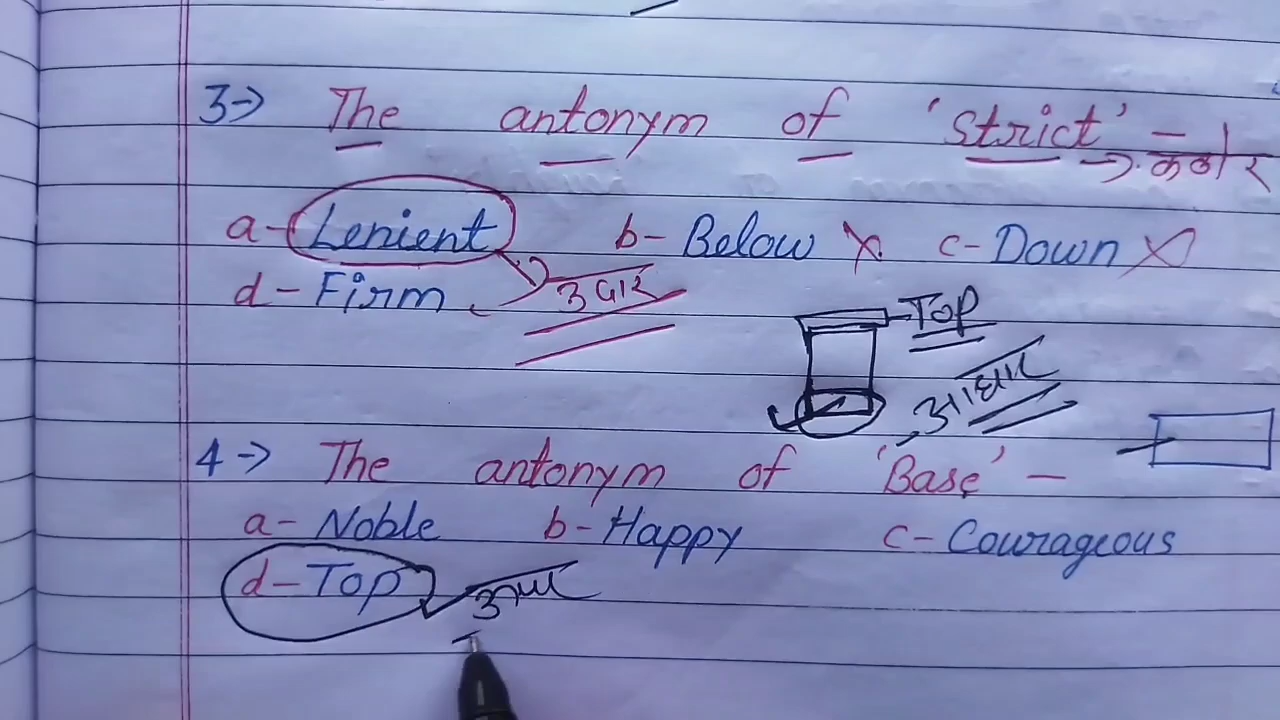 3→ The antonym of 'Strict' -
→ कठोर
a- Lenient b- Below c- Down
d- Firm उदार
TOP
आधार
4→ The antonym of 'Base' -
a- Noble b- Happy c- Courageous
d- Top